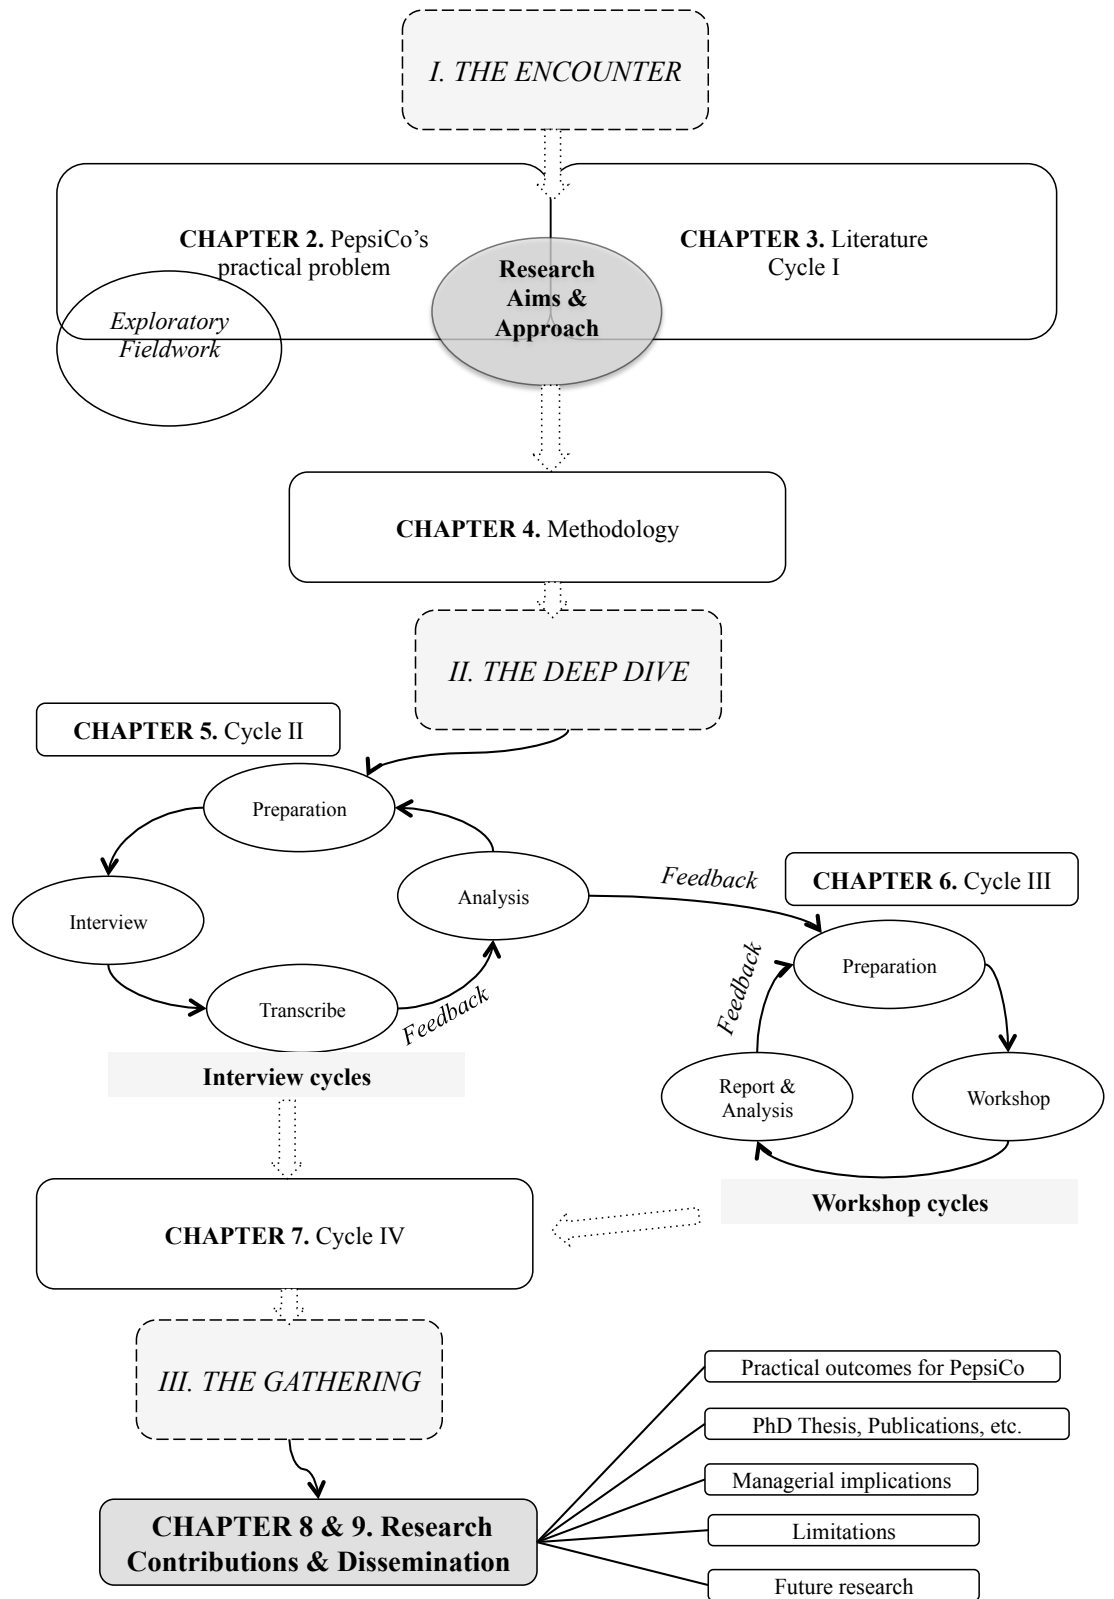 I. THE ENCOUNTER
CHAPTER 2. PepsiCo’s
practical problem
CHAPTER 3. Literature
Cycle I
Research
Aims &
Approach
Exploratory
Fieldwork
CHAPTER 4. Methodology
II. THE DEEP DIVE
CHAPTER 5. Cycle II
Preparation
Interview
Analysis
Transcribe
Feedback
Interview cycles
Feedback
CHAPTER 6. Cycle III
Preparation
Feedback
Report &
Analysis
Workshop
Workshop cycles
CHAPTER 7. Cycle IV
III. THE GATHERING
CHAPTER 8 & 9. Research
Contributions & Dissemination
Practical outcomes for PepsiCo
PhD Thesis, Publications, etc.
Managerial implications
Limitations
Future research